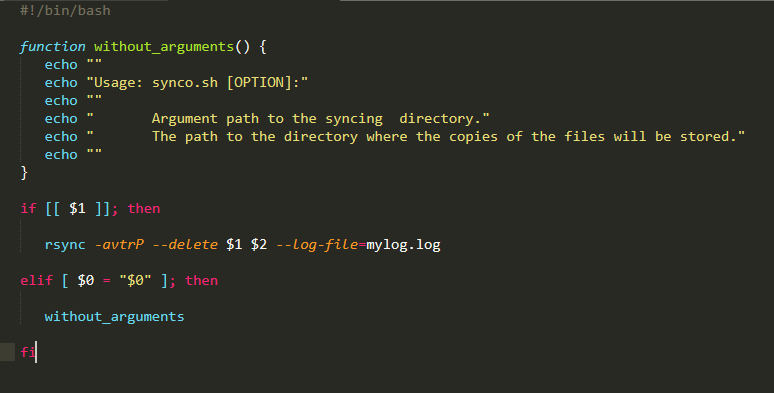 #!/bin/bash
function without_arguments() {
echo ""
echo "Usage: synco.sh [OPTION]:"
echo ""
echo "       Argument path to the syncing  directory."
echo "       The path to the directory where the copies of the files will be stored."
echo ""
}
if [[ $1 ]]; then
rsync -avtrP --delete $1 $2 --log-file=mylog.log
elif [ $0 = "$0" ]; then
without_arguments
fi